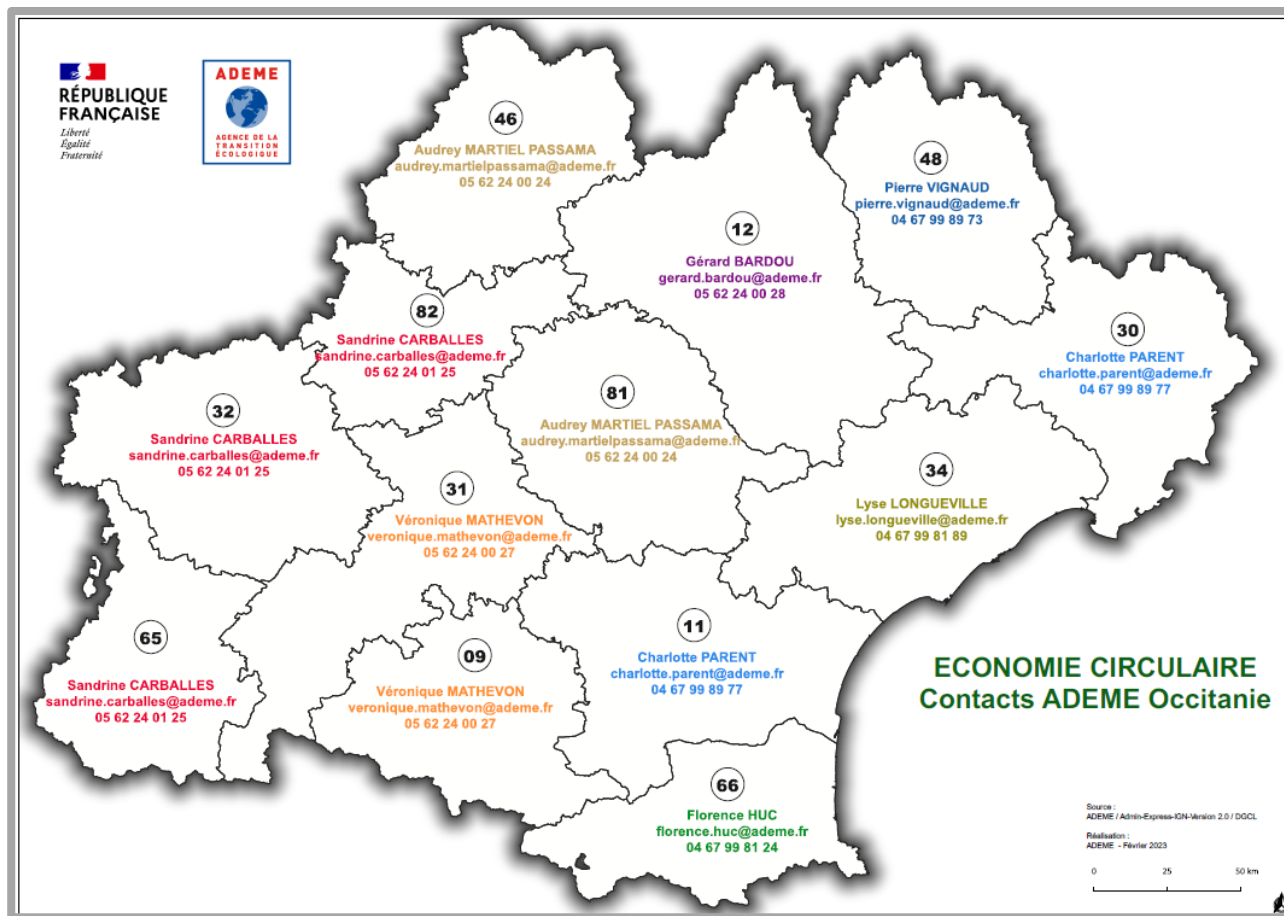 RÉPUBLIQUE
FRANÇAISE
Liberté
Égalité
Fraternité
ADEME
AGENCE DE LA
TRANSITION
ÉCOLOGIQUE
46
Audrey MARTIEL PASSAMA
audrey.martielpassama@ademe.fr
05 62 24 00 24
48
Pierre VIGNAUD
pierre.vignaud@ademe.fr
04 67 99 89 73
12
Gérard BARDOU
gerard.bardou@ademe.fr
05 62 24 00 28
82
Sandrine CARBALLES
sandrine.carballes@ademe.fr
05 62 24 01 25
30
Charlotte PARENT
charlotte.parent@ademe.fr
04 67 99 89 77
32
Sandrine CARBALLES
sandrine.carballes@ademe.fr
05 62 24 01 25
81
Audrey MARTIEL PASSAMA
audrey.martielpassama@ademe.fr
05 62 24 00 24
31
Véronique MATHEVON
veronique.mathevon@ademe.fr
05 62 24 00 27
34
Lyse LONGUEVILLE
lyse.longueville@ademe.fr
04 67 99 81 89
65
Sandrine CARBALLES
sandrine.carballes@ademe.fr
05 62 24 01 25
09
Véronique MATHEVON
veronique.mathevon@ademe.fr
05 62 24 00 27
11
Charlotte PARENT
charlotte.parent@ademe.fr
04 67 99 89 77
66
Florence HUC
florence.huc@ademe.fr
04 67 99 81 24
ECONOMIE CIRCULAIRE
Contacts ADEME Occitanie
Source :
ADEME / Admin-Express-IGN-Version 2.0 / DGCL
Réalisation :
ADEME - Février 2023
0 25 50 km